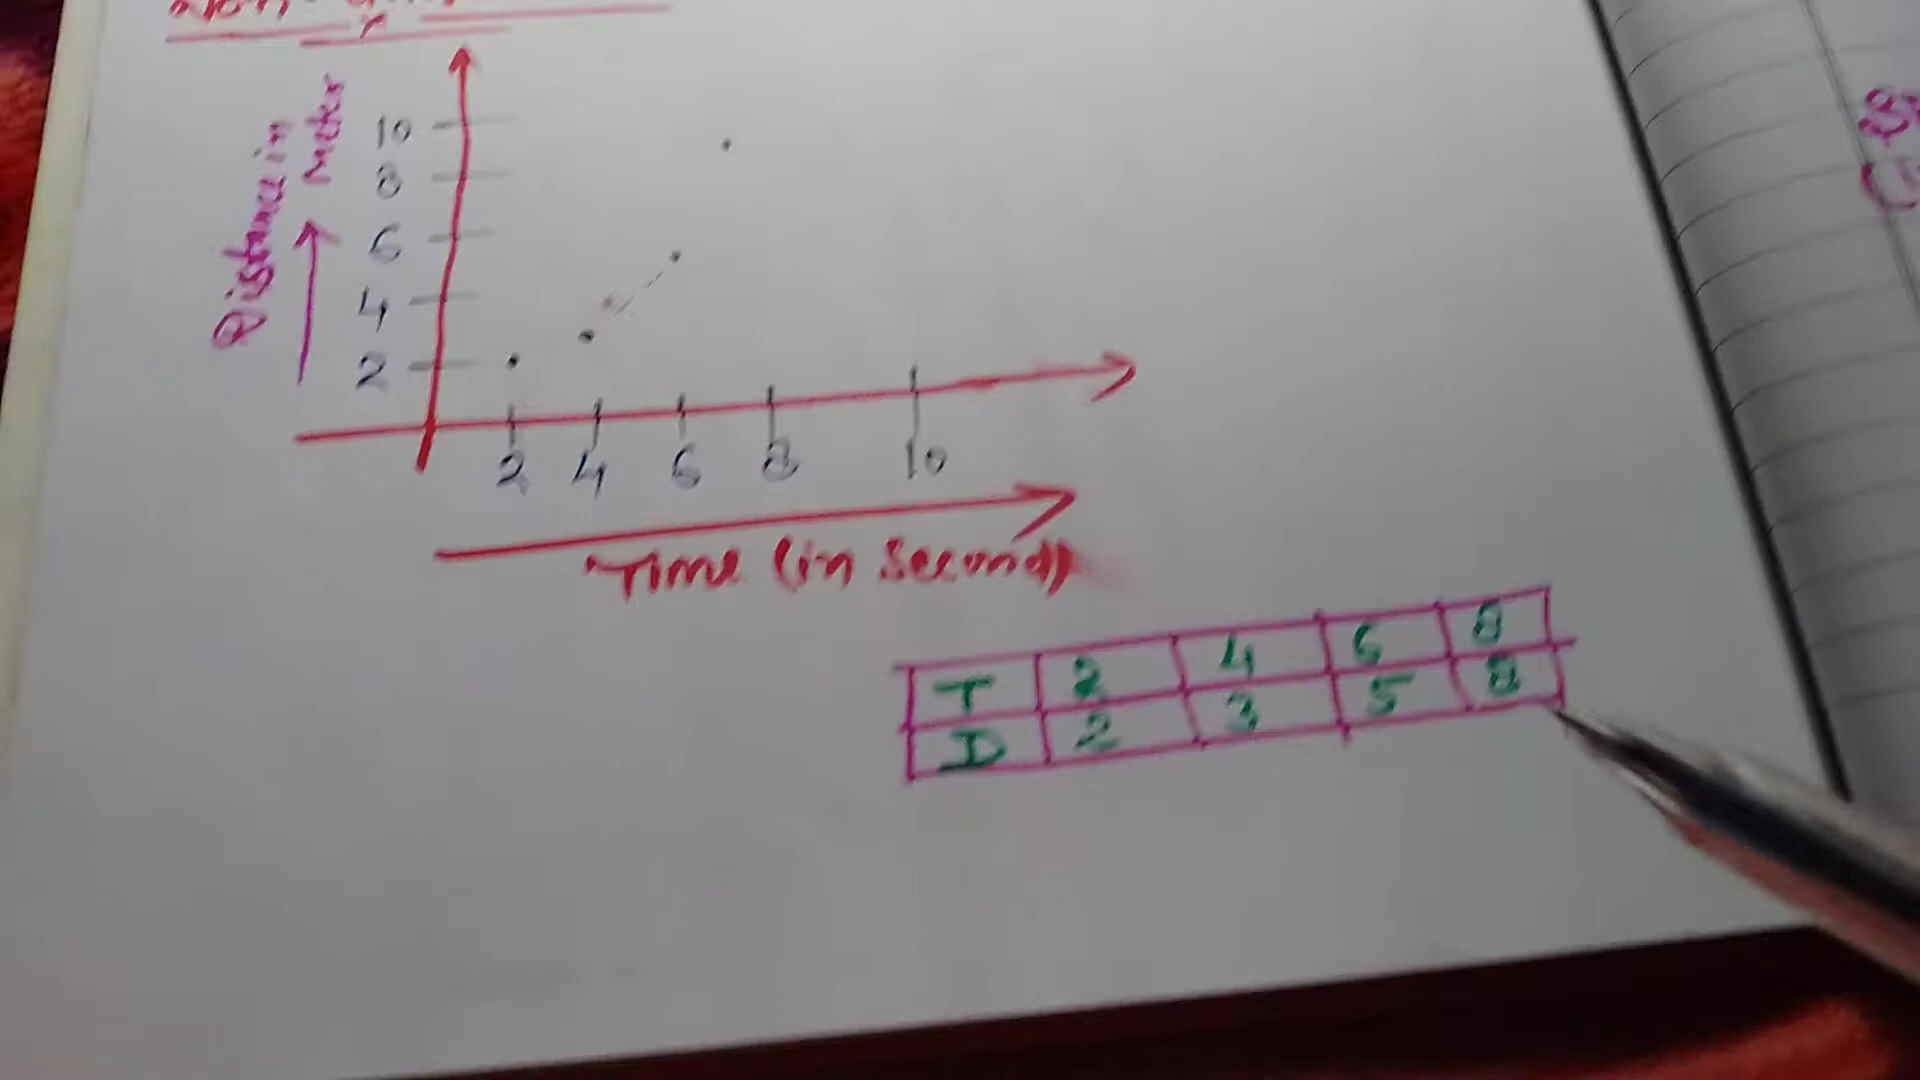 Distance in
Meter
10
8
6
4
2
2 4 6 8 10
Time (in Second)
T 2 4 6 8
D 2 3 5 8